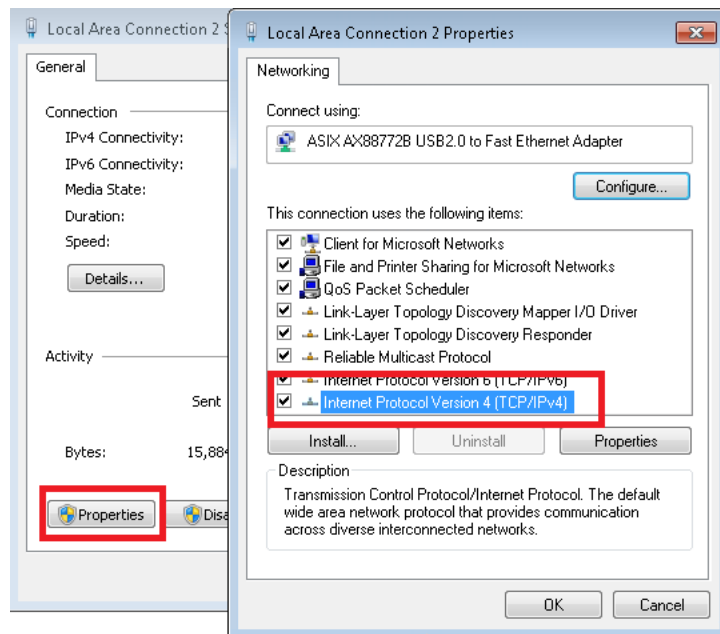 Local Area Connection 2 S
General
Connection
IPv4 Connectivity:
IPv6 Connectivity:
Media State:
Duration:
Speed:
Details...
Activity
Sent
Bytes: 15,884
Properties
Disa
Local Area Connection 2 Properties
Networking
Connect using:
ASIX AX88772B USB2.0 to Fast Ethernet Adapter
Configure...
This connection uses the following items:
Client for Microsoft Networks
File and Printer Sharing for Microsoft Networks
QoS Packet Scheduler
Link-Layer Topology Discovery Mapper I/O Driver
Link-Layer Topology Discovery Responder
Reliable Multicast Protocol
Internet Protocol Version 6 (TCP/IPv6)
Internet Protocol Version 4 (TCP/IPv4)
Install...
Uninstall
Properties
Description
Transmission Control Protocol/Internet Protocol. The default
wide area network protocol that provides communication
across diverse interconnected networks.
OK
Cancel